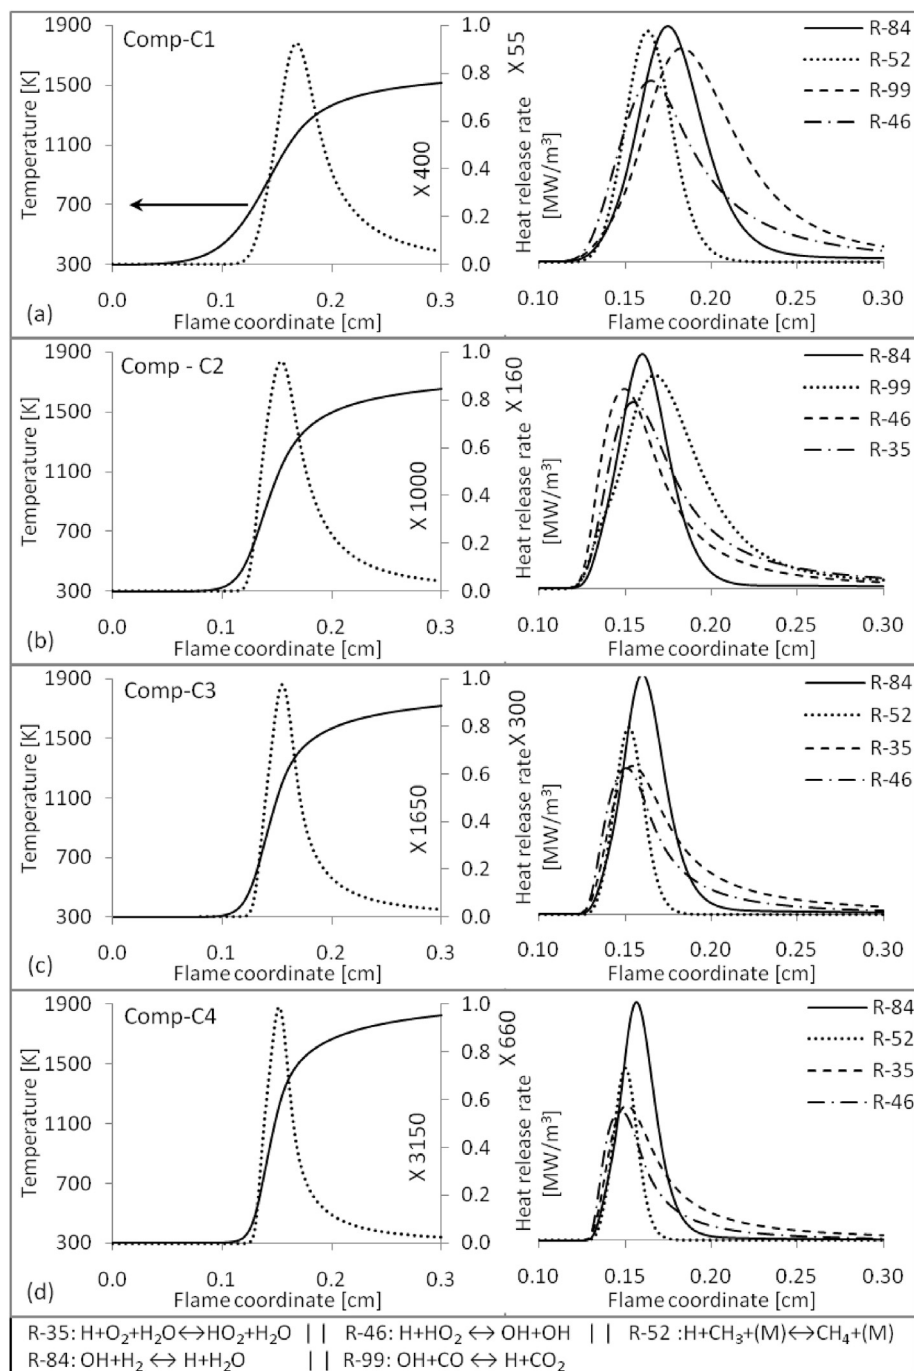 Comp-C1
1900
1500
1100
700
300
Temperature [K]
1.0
0.8
0.6
0.4
0.2
0.0
X 400
X 55
Heat release rate
[MW/m³]
0.0 0.1 0.2 0.3
Flame coordinate [cm]
(a)
R-84
R-52
R-99
R-46
0.10 0.15 0.20 0.25 0.30
Flame coordinate [cm]
Comp - C2
1900
1500
1100
700
300
Temperature [K]
1.0
0.8
0.6
0.4
0.2
0.0
X 1000
X 160
Heat release rate
[MW/m³]
0.0 0.1 0.2 0.3
Flame coordinate [cm]
(b)
R-84
R-99
R-46
R-35
0.10 0.15 0.20 0.25 0.30
Flame coordinate [cm]
Comp-C3
1900
1500
1100
700
300
Temperature [K]
1.0
0.8
0.6
0.4
0.2
0.0
X 1650
X 300
Heat release rate
[MW/m³]
0.0 0.1 0.2 0.3
Flame coordinate [cm]
(c)
R-84
R-52
R-35
R-46
0.10 0.15 0.20 0.25 0.30
Flame coordinate [cm]
Comp-C4
1900
1500
1100
700
300
Temperature [K]
1.0
0.8
0.6
0.4
0.2
0.0
X 3150
X 660
Heat release rate
[MW/m³]
0.0 0.1 0.2 0.3
Flame coordinate [cm]
(d)
R-84
R-52
R-35
R-46
0.10 0.15 0.20 0.25 0.30
Flame coordinate [cm]
R-35: H+O₂+H₂O↔HO₂+H₂O | | R-46: H+HO₂ ↔ OH+OH | | R-52 :H+CH₃+(M)↔CH₄+(M)
R-84: OH+H₂ ↔ H+H₂O | | R-99: OH+CO ↔ H+CO₂